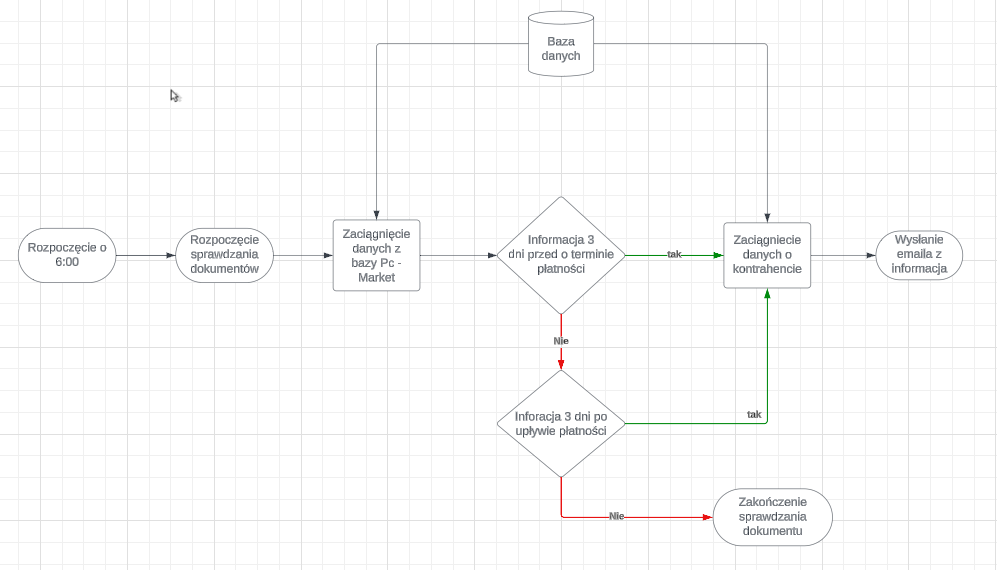 Baza
danych
Rozpoczęcie o
6:00
Rozpoczęcie
sprawdzania
dokumentów
Zaciągnięcie
danych z
bazy Pc -
Market
Informacja 3
dni przed o terminie
płatności
tak
Zaciągniecie
danych o
kontrahencie
Wysłanie
emaila z
informacja
Nie
Inforacja 3 dni po
upływie płatności
tak
Nie
Zakończenie
sprawdzania
dokumentu